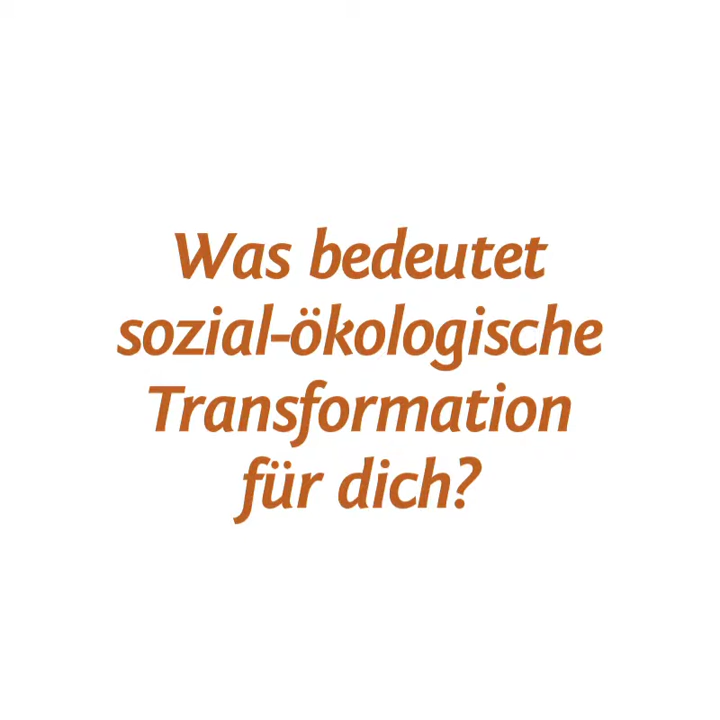 Was bedeutet
sozial-ökologische
Transformation
für dich?